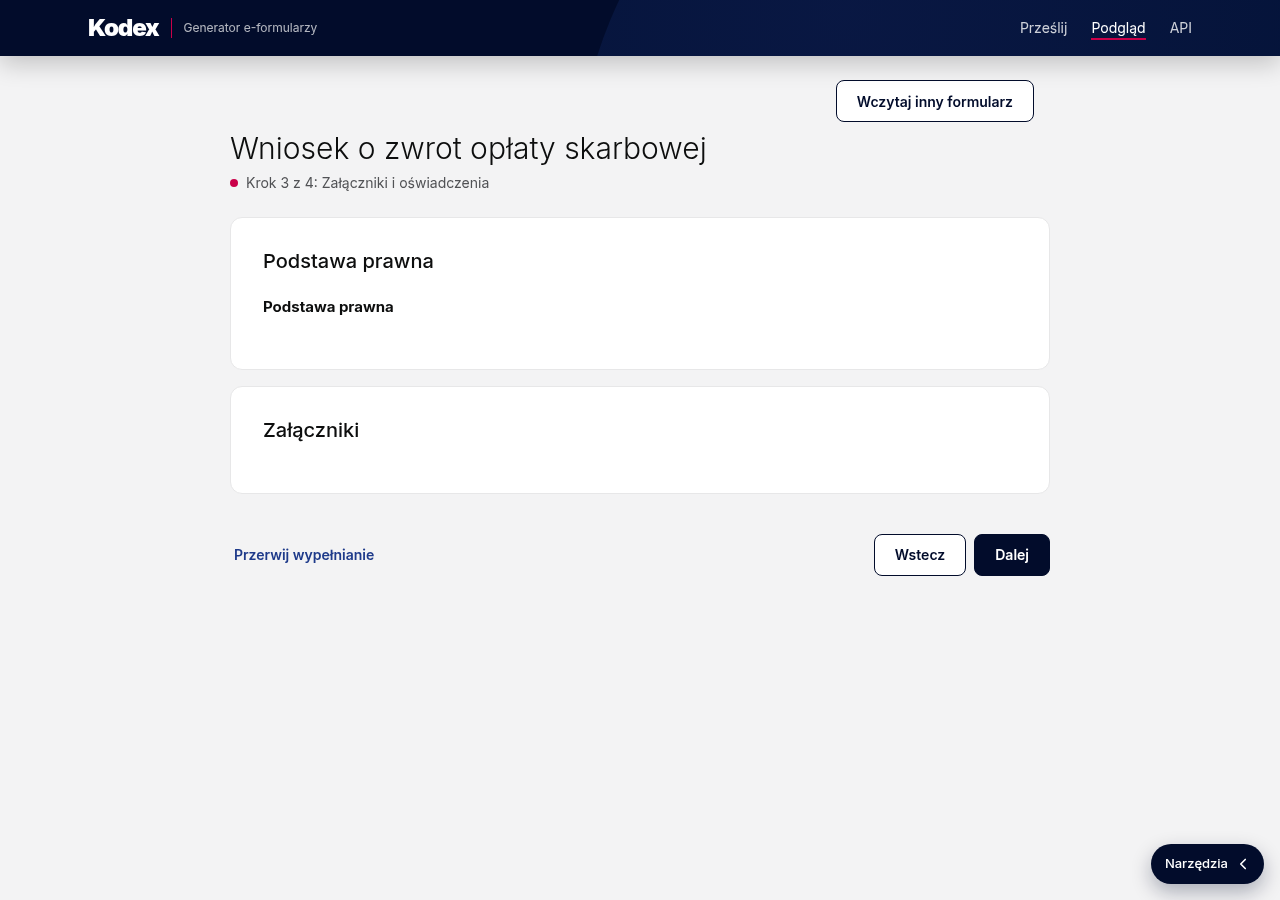 Kodex
Generator e-formularzy
Prześlij
Podgląd
API
Wczytaj inny formularz
Wniosek o zwrot opłaty skarbowej
Krok 3 z 4: Załączniki i oświadczenia
Podstawa prawna
Podstawa prawna
Załączniki
Przerwij wypełnianie
Wstecz
Dalej
Narzędzia